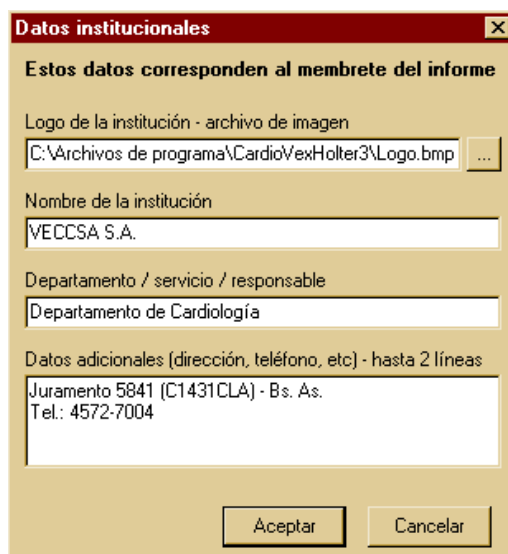 Datos institucionales
Estos datos corresponden al membrete del informe
Logo de la institución - archivo de imagen
C:\Archivos de programa\CardioVexHolter3\Logo.bmp ...
Nombre de la institución
VECCSA S.A.
Departamento / servicio / responsable
Departamento de Cardiología
Datos adicionales (dirección, teléfono, etc) - hasta 2 líneas
Juramento 5841 (C1431CLA) - Bs. As.
Tel.: 4572-7004
Aceptar Cancelar